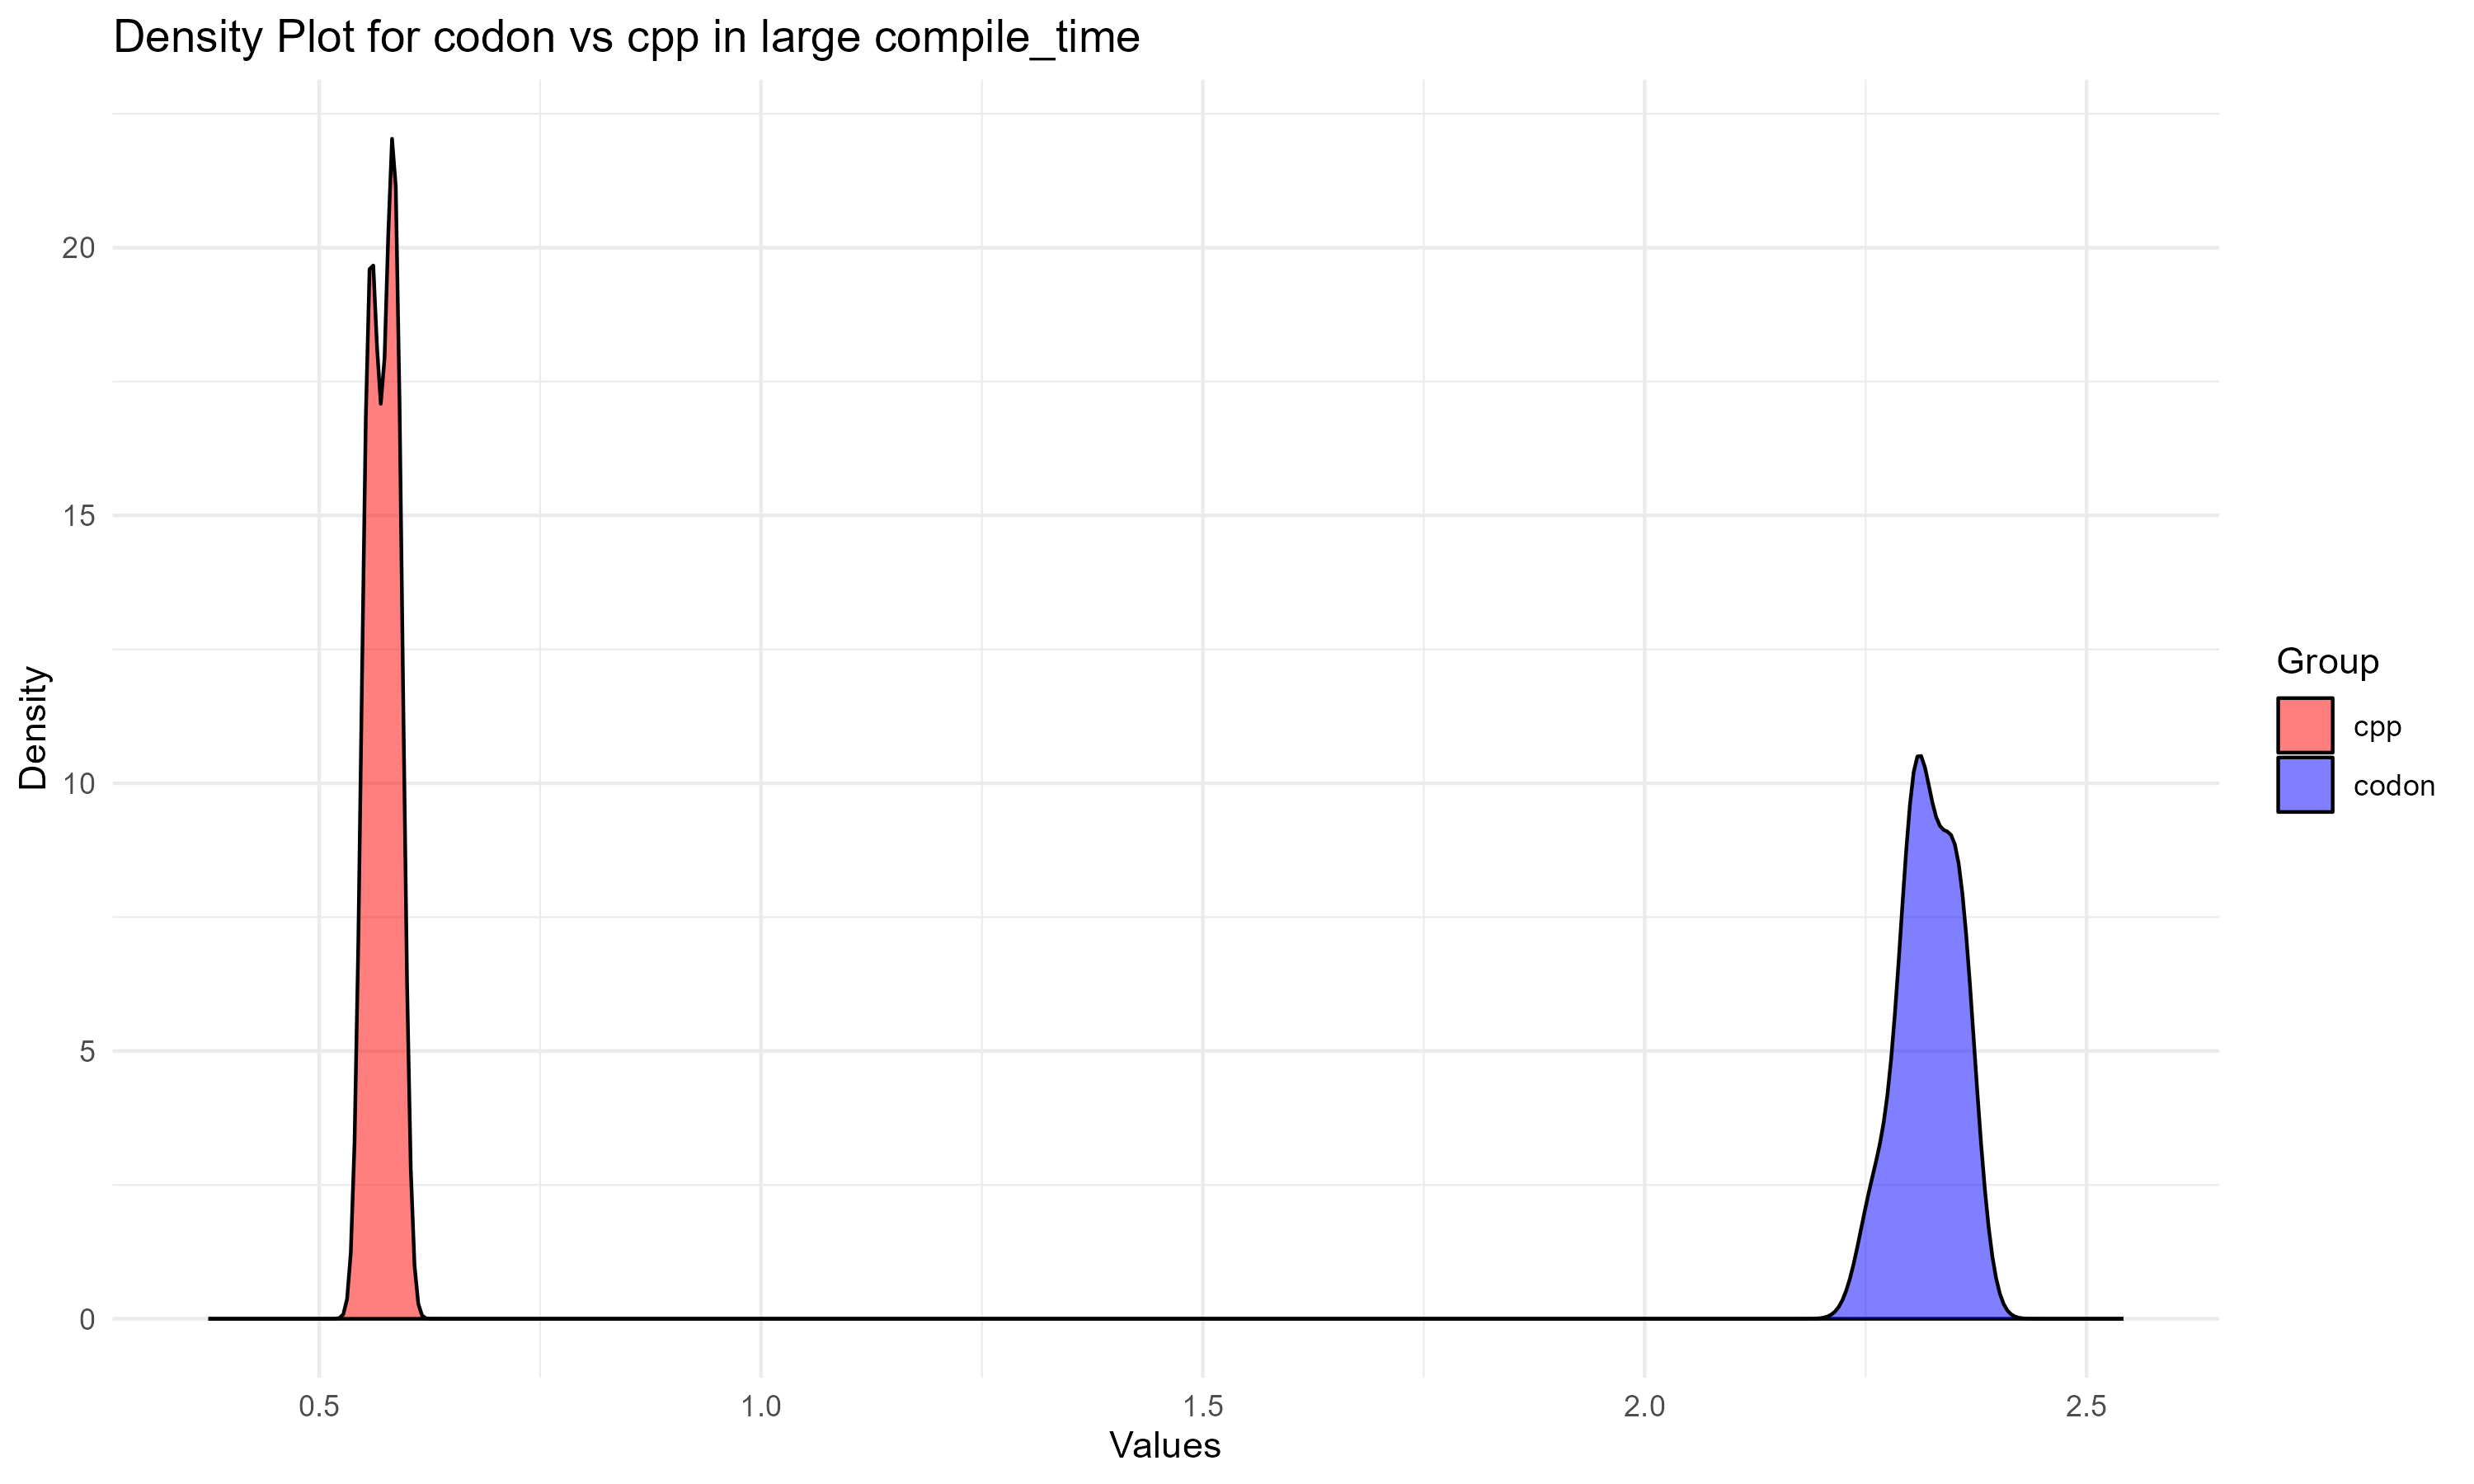 Density Plot for codon vs cpp in large compile_time
Density
20
15
10
5
0
0.5 1.0 1.5 2.0 2.5
Values
Group
cpp
codon